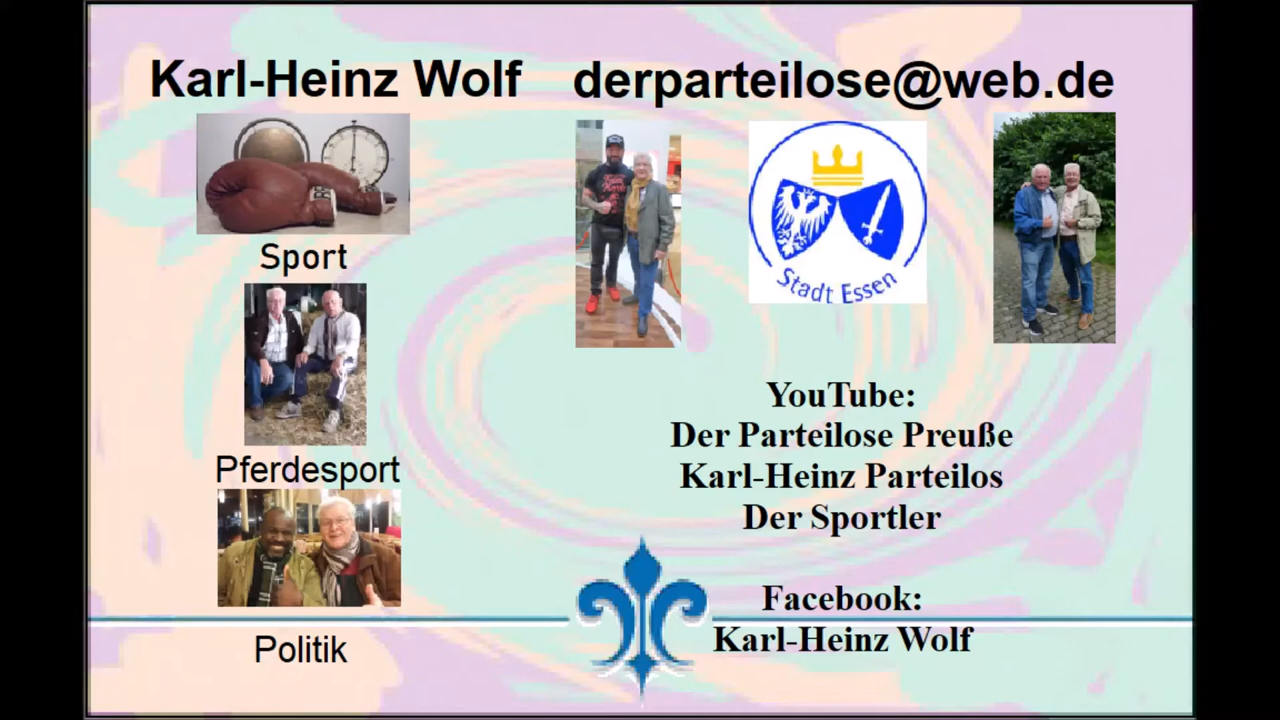 Karl-Heinz Wolf
derparteilose@web.de
Sport
Pferdesport
Politik
Stadt Essen
YouTube:
Der Parteilose Preuße
Karl-Heinz Parteilos
Der Sportler
Facebook:
Karl-Heinz Wolf